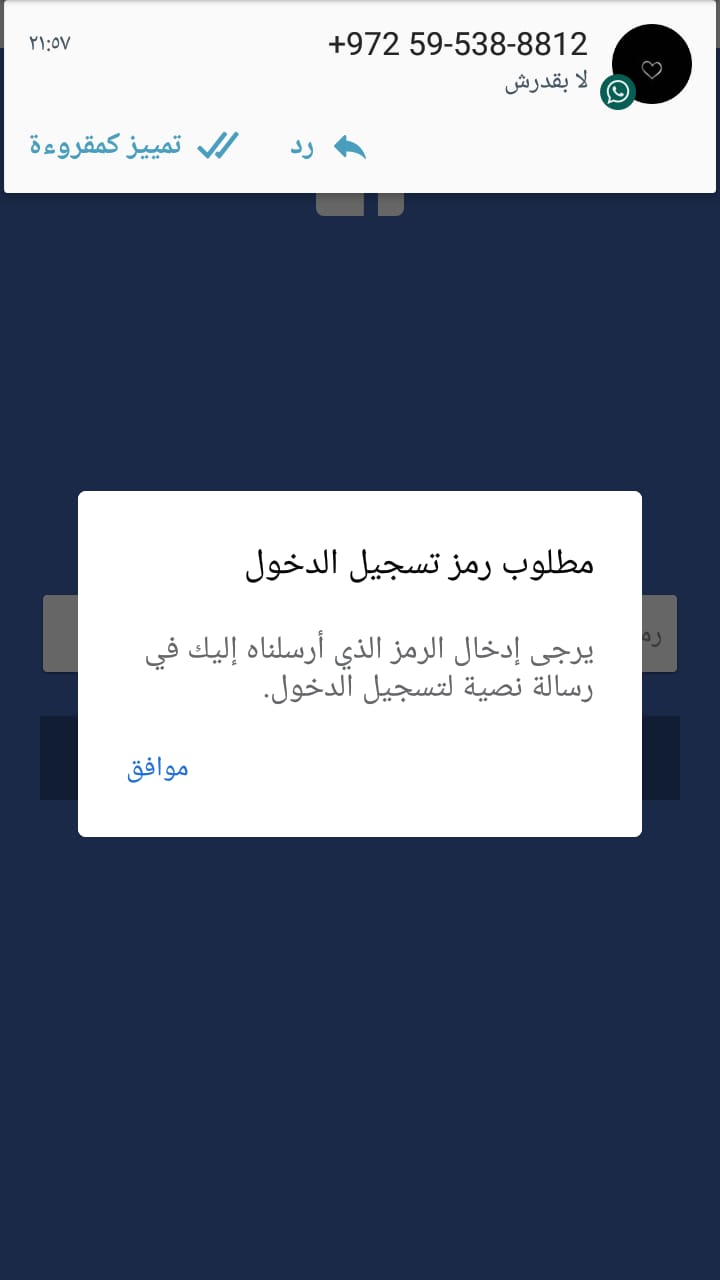 +972 59-538-8812
٢١:٥٧
لا بقدرش
رد
تمييز كمقروءة
مطلوب رمز تسجيل الدخول
يرجى إدخال الرمز الذي أرسلناه إليك في
رسالة نصية لتسجيل الدخول.
موافق